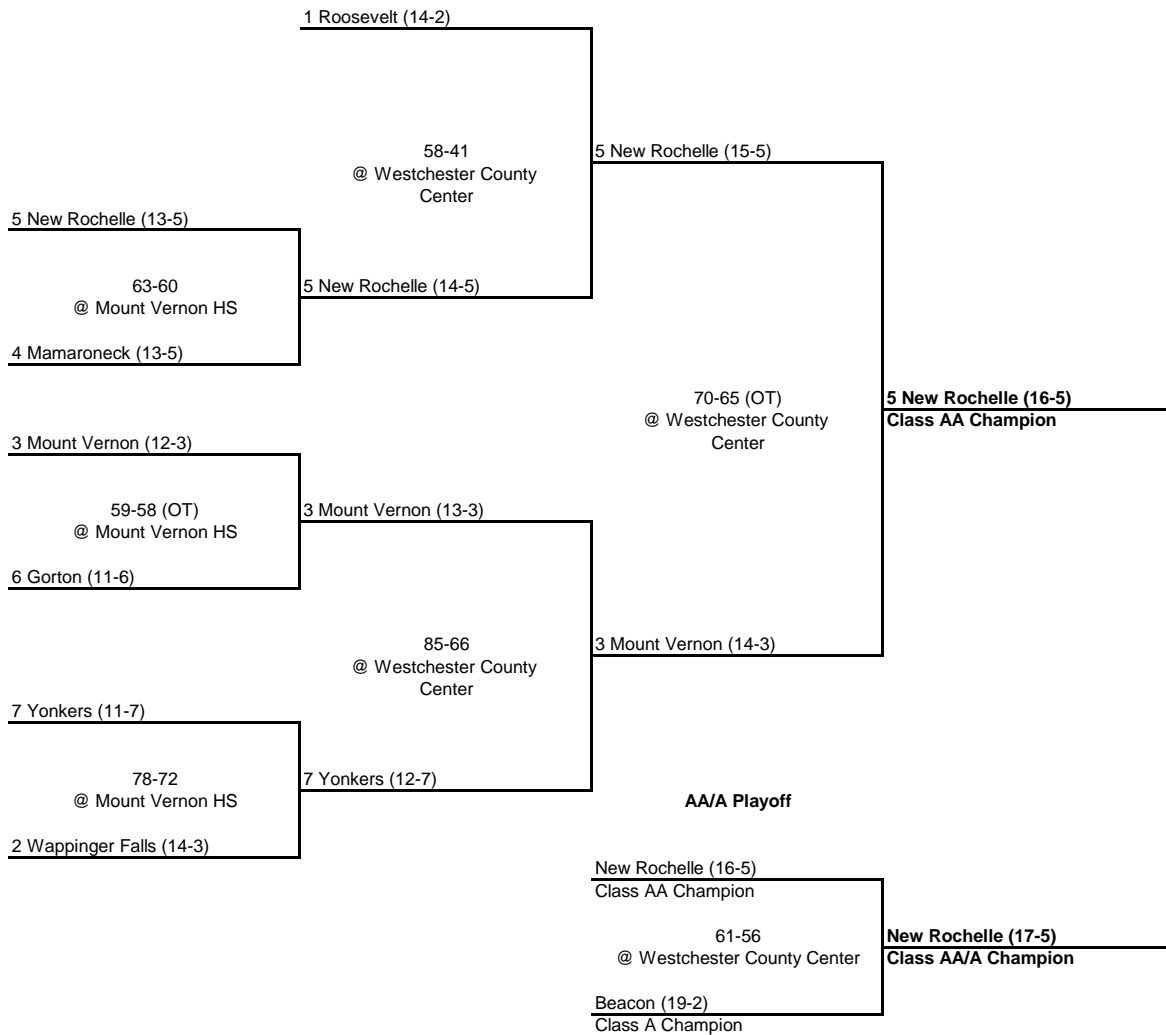 1 Roosevelt (14-2)
58-41
@ Westchester County
Center
5 New Rochelle (15-5)
5 New Rochelle (13-5)
63-60
@ Mount Vernon HS
5 New Rochelle (14-5)
4 Mamaroneck (13-5)
70-65 (OT)
@ Westchester County
Center
5 New Rochelle (16-5)
Class AA Champion
3 Mount Vernon (12-3)
59-58 (OT)
@ Mount Vernon HS
3 Mount Vernon (13-3)
6 Gorton (11-6)
85-66
@ Westchester County
Center
3 Mount Vernon (14-3)
7 Yonkers (11-7)
78-72
@ Mount Vernon HS
7 Yonkers (12-7)
2 Wappinger Falls (14-3)
AA/A Playoff
New Rochelle (16-5)
Class AA Champion
61-56
@ Westchester County Center
New Rochelle (17-5)
Class AA/A Champion
Beacon (19-2)
Class A Champion